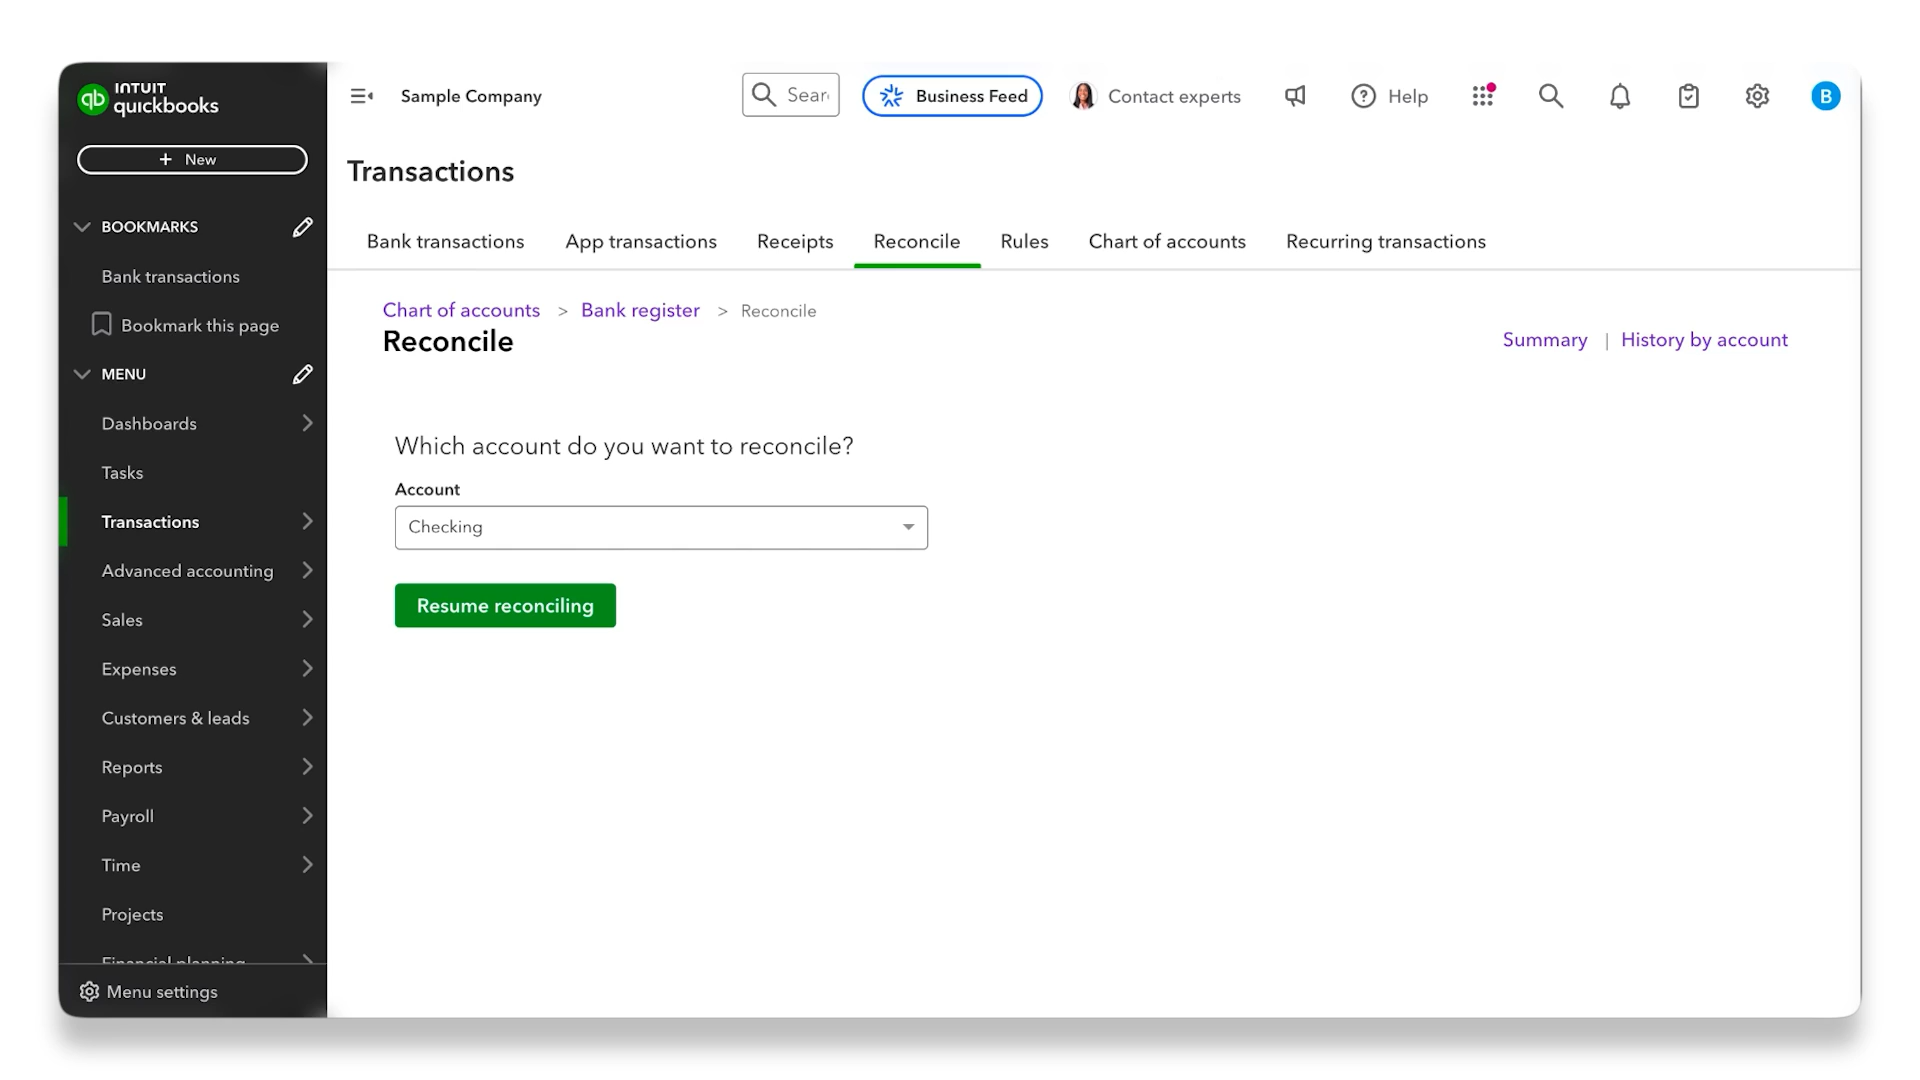 INTUIT
quickbooks
Sample Company
Sear
Business Feed
Contact experts
Help
B
+ New
Transactions
BOOKMARKS
Bank transactions
App transactions
Receipts
Reconcile
Rules
Chart of accounts
Recurring transactions
Bank transactions
Bookmark this page
Chart of accounts > Bank register > Reconcile
Reconcile
Summary | History by account
MENU
Dashboards
Tasks
Transactions
Advanced accounting
Sales
Expenses
Customers & leads
Reports
Payroll
Time
Projects
Financial planning
Menu settings
Which account do you want to reconcile?
Account
Checking
Resume reconciling